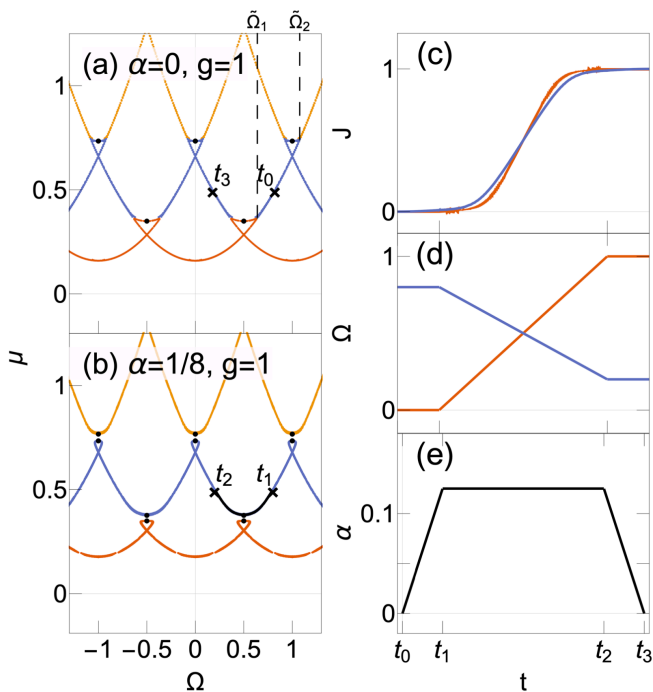 Ω̃₁ Ω̃₂
(a) α=0, g=1
1
0.5
0
t₃ t₀
μ
(b) α=1/8, g=1
1
0.5
0
t₂ t₁
−1 −0.5 0 0.5 1
Ω
(c)
1
0
J
(d)
1
0
Ω
(e)
0.1
0
α
t₀ t₁ t₂ t₃
t